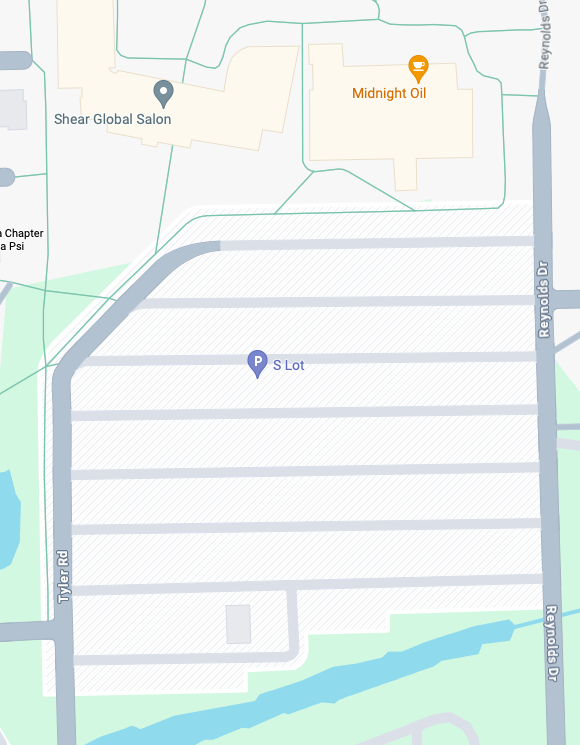 Reynolds Dr
Midnight Oil
Shear Global Salon
a Chapter
a Psi
Reynolds Dr
P
S Lot
Tyler Rd
Reynolds Dr